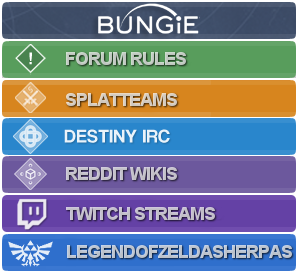 BUNGiE
FORUM RULES
SPLATTEAMS
DESTINY IRC
REDDIT WIKIS
TWITCH STREAMS
LEGENDOFZELDASHERPAS